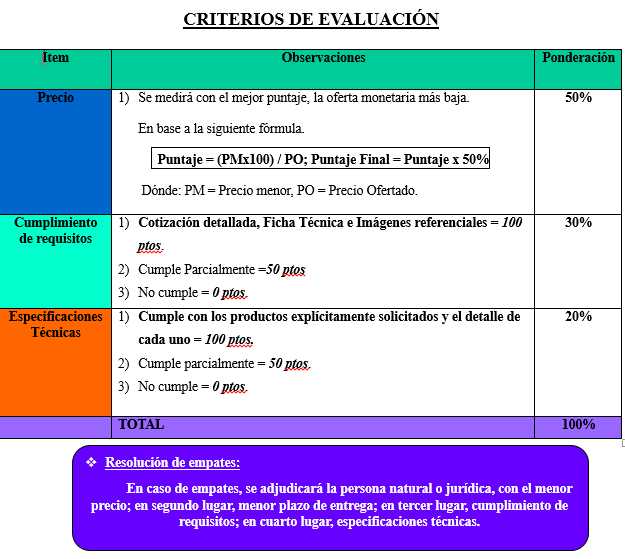 CRITERIOS DE EVALUACIÓN
Ítem Observaciones Ponderación
Precio 1) Se medirá con el mejor puntaje, la oferta monetaria más baja. 50%
En base a la siguiente fórmula.
Puntaje = (PMx100) / PO; Puntaje Final = Puntaje x 50%
Dónde: PM = Precio menor, PO = Precio Ofertado.
Cumplimiento 1) Cotización detallada, Ficha Técnica e Imágenes referenciales = 100 30%
de requisitos ptos.
2) Cumple Parcialmente =50 ptos
3) No cumple = 0 ptos.
Especificaciones 1) Cumple con los productos explícitamente solicitados y el detalle de 20%
Técnicas cada uno = 100 ptos.
2) Cumple parcialmente = 50 ptos.
3) No cumple = 0 ptos.
TOTAL 100%
❖ Resolución de empates:
En caso de empates, se adjudicará la persona natural o jurídica, con el menor
precio; en segundo lugar, menor plazo de entrega; en tercer lugar, cumplimiento de
requisitos; en cuarto lugar, especificaciones técnicas.